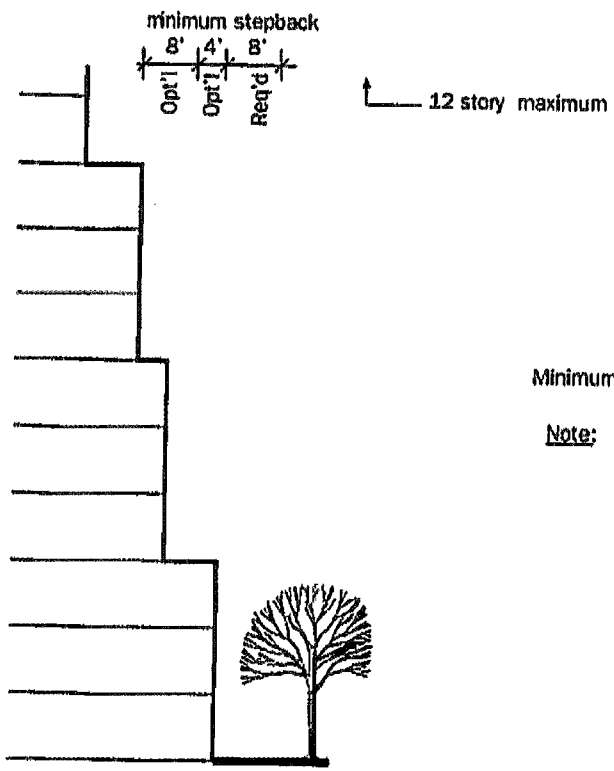 minimum stepback
8' 4' 8'
Opt'l Opt'l Req'd
12 story maximum
Minimum
Note: